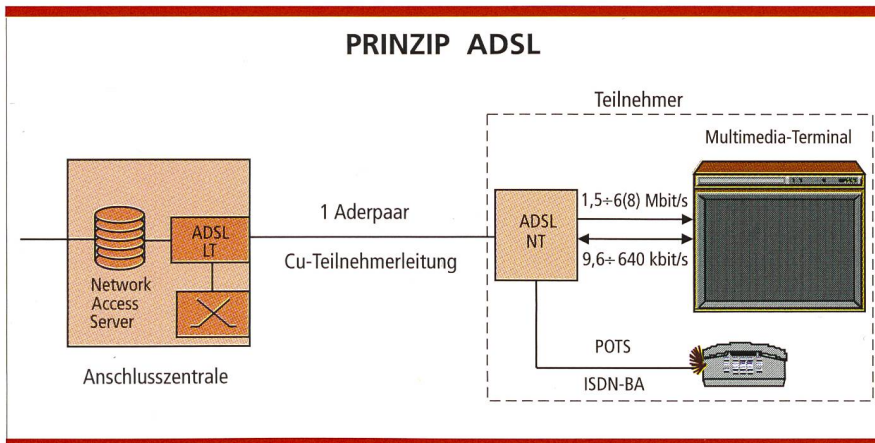 PRINZIP ADSL
Teilnehmer
Multimedia-Terminal
1 Aderpaar
Cu-Teilnehmerleitung
ADSL
LT
Network
Access
Server
Anschlusszentrale
ADSL
NT
1,5÷6(8) Mbit/s
9,6÷640 kbit/s
POTS
ISDN-BA